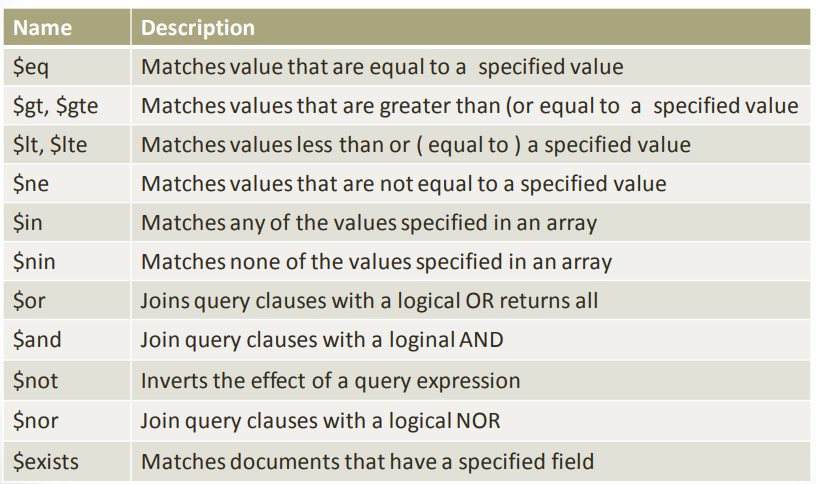 Name Description
$eq Matches value that are equal to a specified value
$gt, $gte Matches values that are greater than (or equal to a specified value
$lt, $lte Matches values less than or ( equal to ) a specified value
$ne Matches values that are not equal to a specified value
$in Matches any of the values specified in an array
$nin Matches none of the values specified in an array
$or Joins query clauses with a logical OR returns all
$and Join query clauses with a loginal AND
$not Inverts the effect of a query expression
$nor Join query clauses with a logical NOR
$exists Matches documents that have a specified field